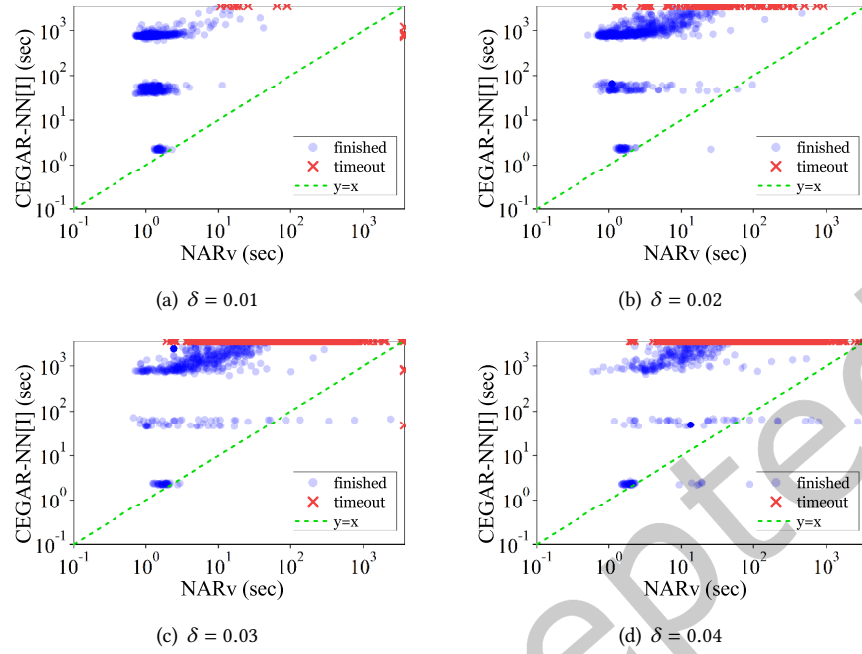 CEGAR-NN[I] (sec)
10^3
10^2
10^1
10^0
10^-1
finished
timeout
y=x
10^-1 10^0 10^1 10^2 10^3
NARv (sec)
(a) δ = 0.01
CEGAR-NN[I] (sec)
10^3
10^2
10^1
10^0
10^-1
finished
timeout
y=x
10^-1 10^0 10^1 10^2 10^3
NARv (sec)
(b) δ = 0.02
CEGAR-NN[I] (sec)
10^3
10^2
10^1
10^0
10^-1
finished
timeout
y=x
10^-1 10^0 10^1 10^2 10^3
NARv (sec)
(c) δ = 0.03
CEGAR-NN[I] (sec)
10^3
10^2
10^1
10^0
10^-1
finished
timeout
y=x
10^-1 10^0 10^1 10^2 10^3
NARv (sec)
(d) δ = 0.04
epte